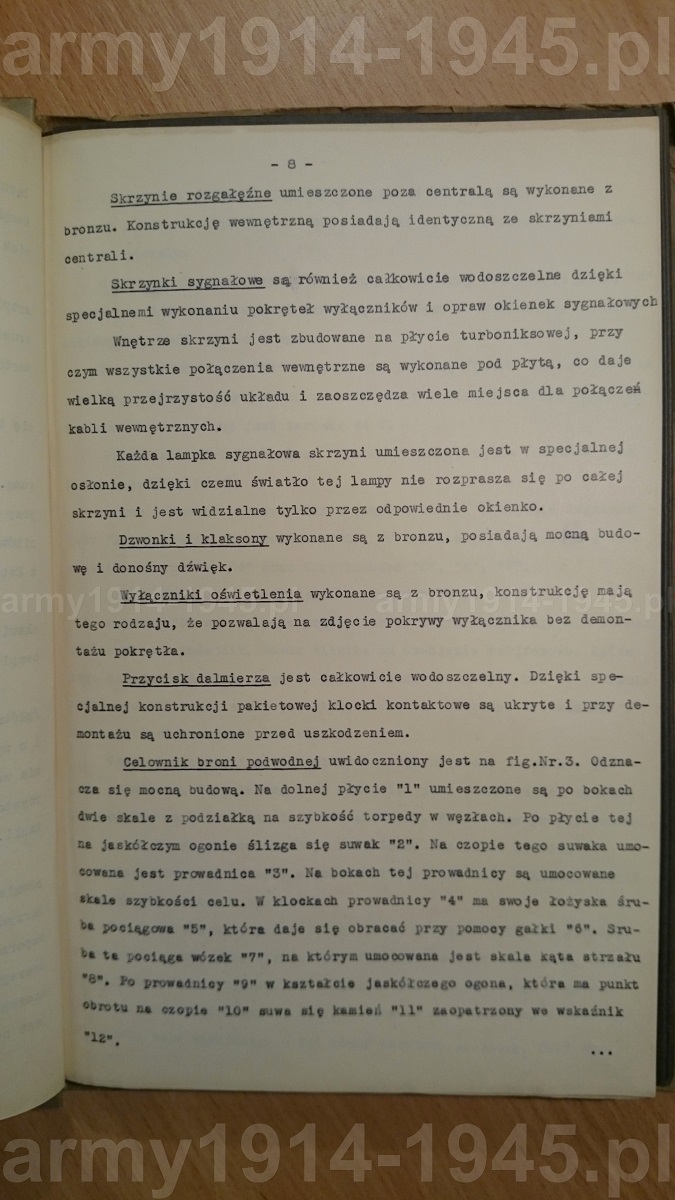 army1914-1945.pl
- 8 -
Skrzynie rozgałęźne umieszczone poza centralą są wykonane z
bronzu. Konstrukcję wewnętrzną posiadają identyczną ze skrzyniami
centrali.
Skrzynki sygnałowe są również całkowicie wodoszczelne dzięki
specjalnemi wykonaniu pokręteł wyłączników i opraw okienek sygnałowych
Wnętrze skrzyni jest zbudowane na płycie turboniksowej, przy
czym wszystkie połączenia wewnętrzne są wykonane pod płytą, co daje
wielką przejrzystość układu i zaoszczędza wiele miejsca dla połączeń
kabli wewnętrznych.
Każda lampka sygnałowa skrzyni umieszczona jest w specjalnej
osłonie, dzięki czemu światło tej lampy nie rozprasza się po całej
skrzyni i jest widzialne tylko przez odpowiednie okienko.
Dzwonki i klaksony wykonane są z bronzu, posiadają mocną budo-
wę i donośny dźwięk.
Wyłączniki oświetlenia wykonane są z bronzu, konstrukcję mają
army1914-1945.pl army1914-1945.pl
tego rodzaju, że pozwalają na zdjęcie pokrywy wyłącznika bez demon-
tażu pokrętła.
Przycisk dalmierza jest całkowicie wodoszczelny. Dzięki spe-
cjalnej konstrukcji pakietowej klocki kontaktowe są ukryte i przy de-
montażu są uchronione przed uszkodzeniem.
Celownik broni podwodnej uwidoczniony jest na fig.Nr.3. Odzna-
cza się mocną budową. Na dolnej płycie "1" umieszczone są po bokach
dwie skale z podziałką na szybkość torpedy w węzłach. Po płycie tej
na jaskółczym ogonie ślizga się suwak "2". Na czopie tego suwaka umo-
cowana jest prowadnica "3". Na bokach tej prowadnicy są umocowane
skale szybkości celu. W klockach prowadnicy "4" ma swoje łożyska śru-
ba pociągowa "5", która daje się obracać przy pomocy gałki "6". Śru-
ba ta pociąga wózek "7", na którym umocowana jest skala kąta strzału
"8". Po prowadnicy "9" w kształcie jaskółczego ogona, która ma punkt
obrotu na czopie "10" suwa się kamień "11" zaopatrzony we wskaźnik
"12".
...
army1914-1945.pl